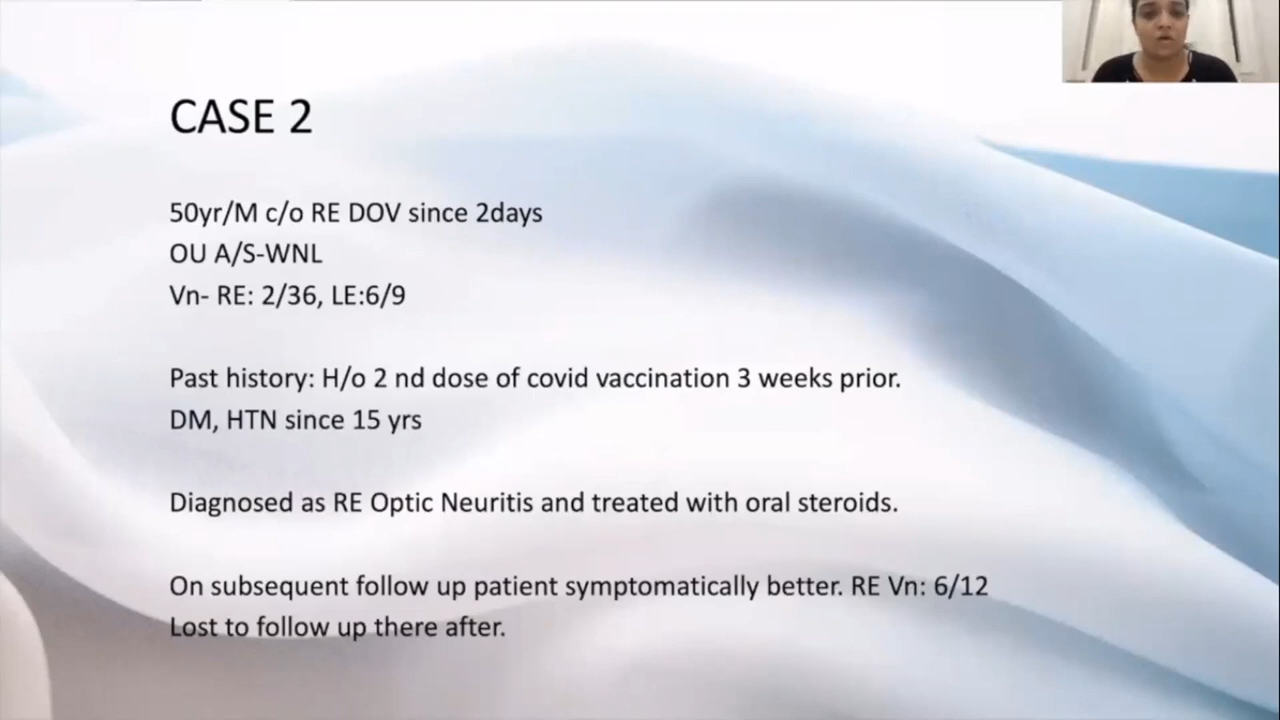 CASE 2
50yr/M c/o RE DOV since 2days
OU A/S-WNL
Vn- RE: 2/36, LE:6/9
Past history: H/o 2 nd dose of covid vaccination 3 weeks prior.
DM, HTN since 15 yrs
Diagnosed as RE Optic Neuritis and treated with oral steroids.
On subsequent follow up patient symptomatically better. RE Vn: 6/12
Lost to follow up there after.